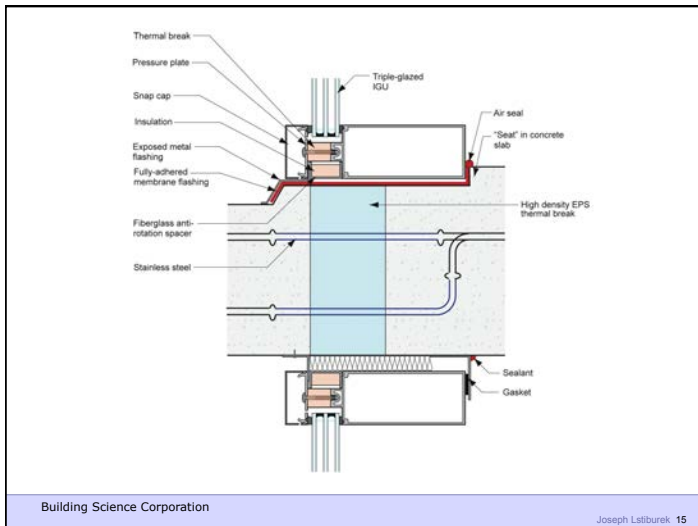 Thermal break
Pressure plate
Snap cap
Insulation
Exposed metal
flashing
Fully-adhered
membrane flashing
Fiberglass anti-
rotation spacer
Stainless steel
Triple-glazed
IGU
Air seal
"Seat" in concrete
slab
High density EPS
thermal break
Sealant
Gasket
Building Science Corporation
Joseph Lstiburek 15